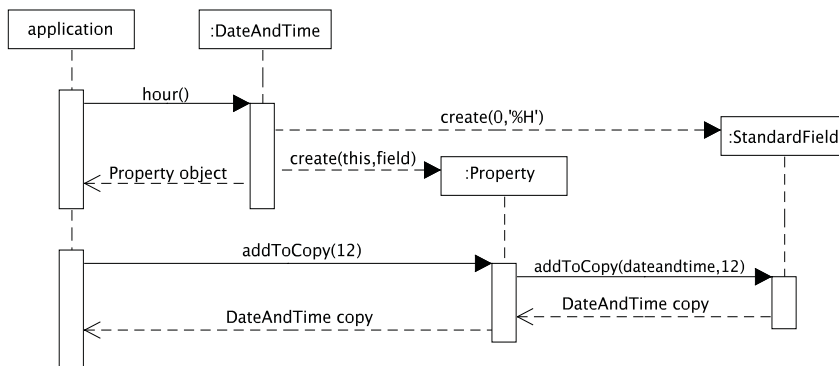 application
:DateAndTime
hour()
create(0,'%H')
:StandardField
create(this,field)
Property object
:Property
addToCopy(12)
addToCopy(dateandtime,12)
DateAndTime copy
DateAndTime copy